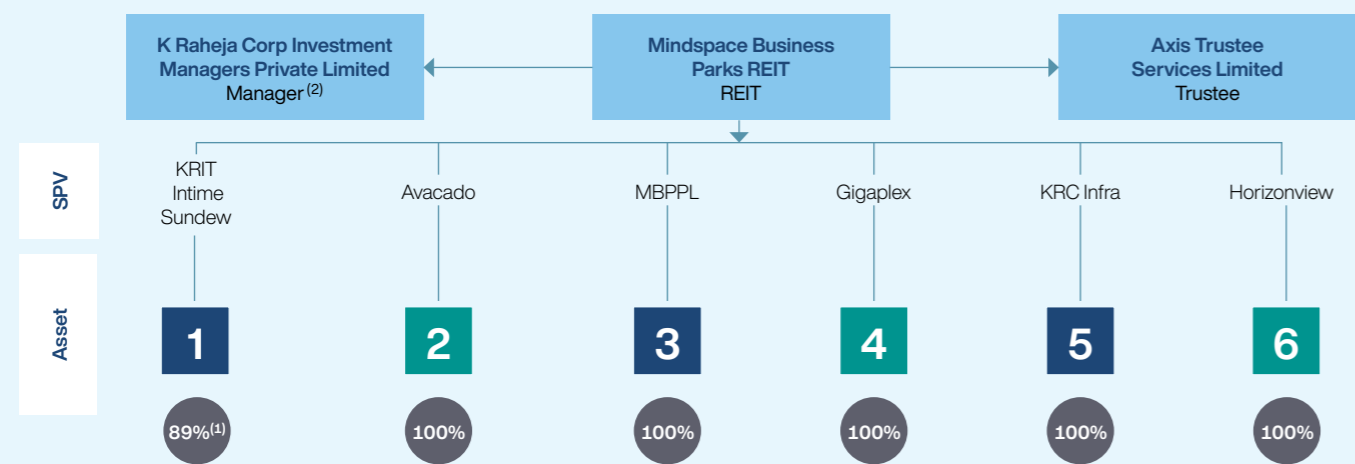 K Raheja Corp Investment
Managers Private Limited
Manager (2)
Mindspace Business
Parks REIT
REIT
Axis Trustee
Services Limited
Trustee
SPV
KRIT
Intime
Sundew
Avacado
MBPPL
Gigaplex
KRC Infra
Horizonview
Asset
1
2
3
4
5
6
89%(1)
100%
100%
100%
100%
100%